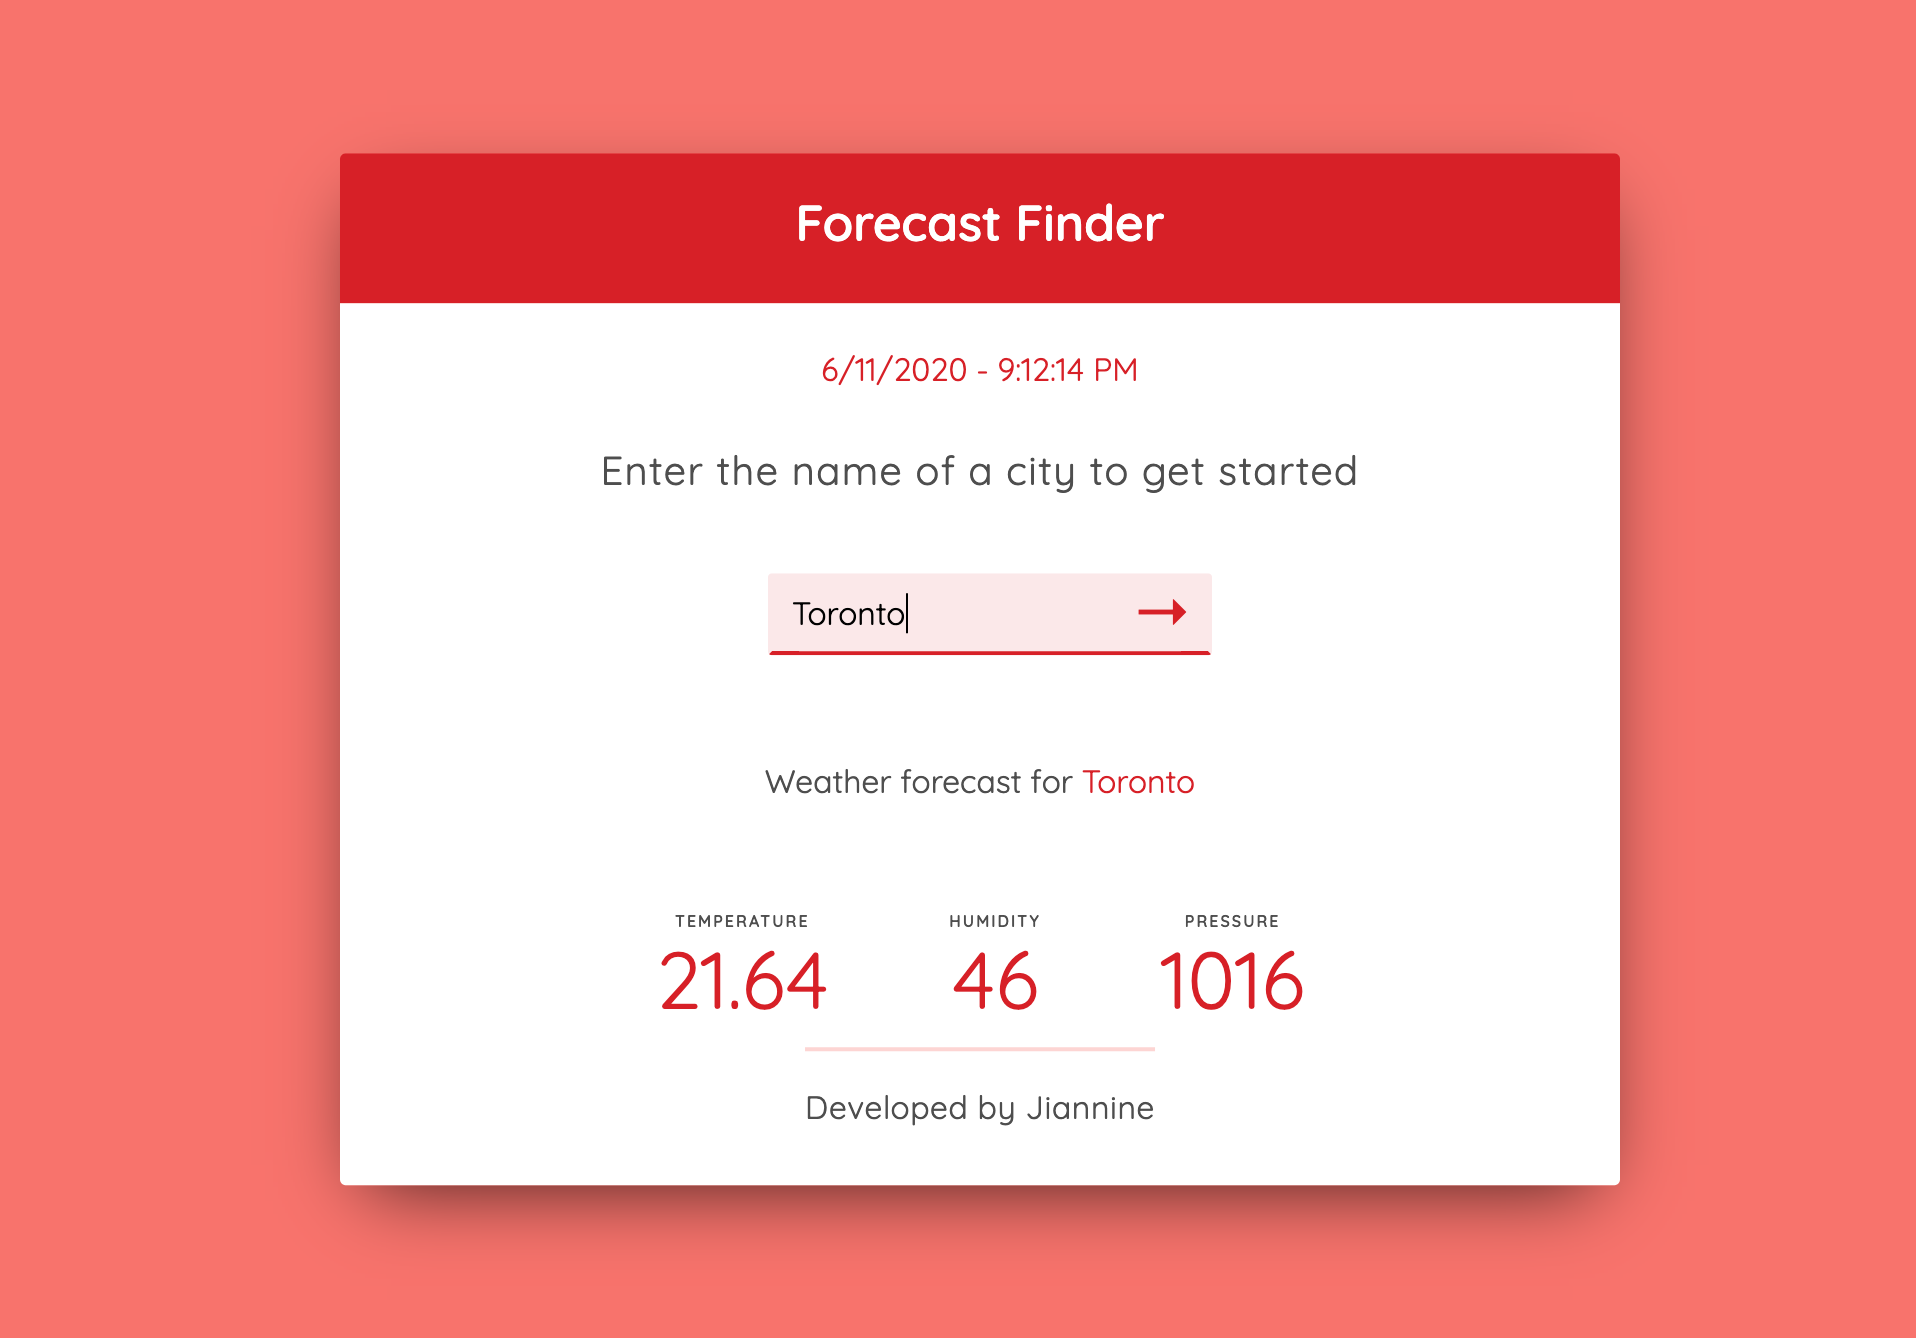 Forecast Finder
6/11/2020 - 9:12:14 PM
Enter the name of a city to get started
Toronto
Weather forecast for Toronto
TEMPERATURE HUMIDITY PRESSURE
21.64 46 1016
Developed by Jiannine